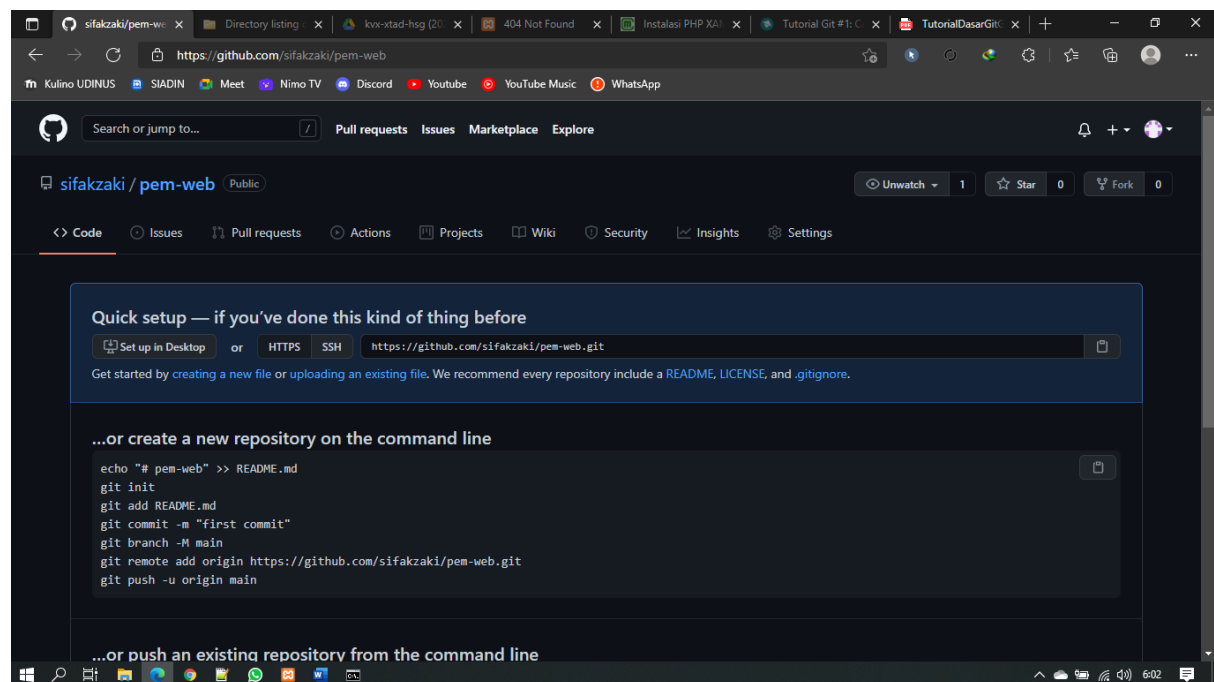 sifakzaki/pem-we
Directory listing
kvx-xtad-hsg (20
404 Not Found
Instalasi PHP XA
Tutorial Git #1:
TutorialDasarGit
https://github.com/sifakzaki/pem-web
Kulino UDINUS
SIADIN
Meet
Nimo TV
Discord
Youtube
YouTube Music
WhatsApp
Search or jump to...
/
Pull requests
Issues
Marketplace
Explore
sifakzaki / pem-web
Public
Unwatch
1
Star
0
Fork
0
<> Code
Issues
Pull requests
Actions
Projects
Wiki
Security
Insights
Settings
Quick setup — if you’ve done this kind of thing before
Set up in Desktop
or
HTTPS
SSH
https://github.com/sifakzaki/pem-web.git
Get started by creating a new file or uploading an existing file. We recommend every repository include a README, LICENSE, and .gitignore.
…or create a new repository on the command line
echo "# pem-web" >> README.md
git init
git add README.md
git commit -m "first commit"
git branch -M main
git remote add origin https://github.com/sifakzaki/pem-web.git
git push -u origin main
…or push an existing repository from the command line
6:02